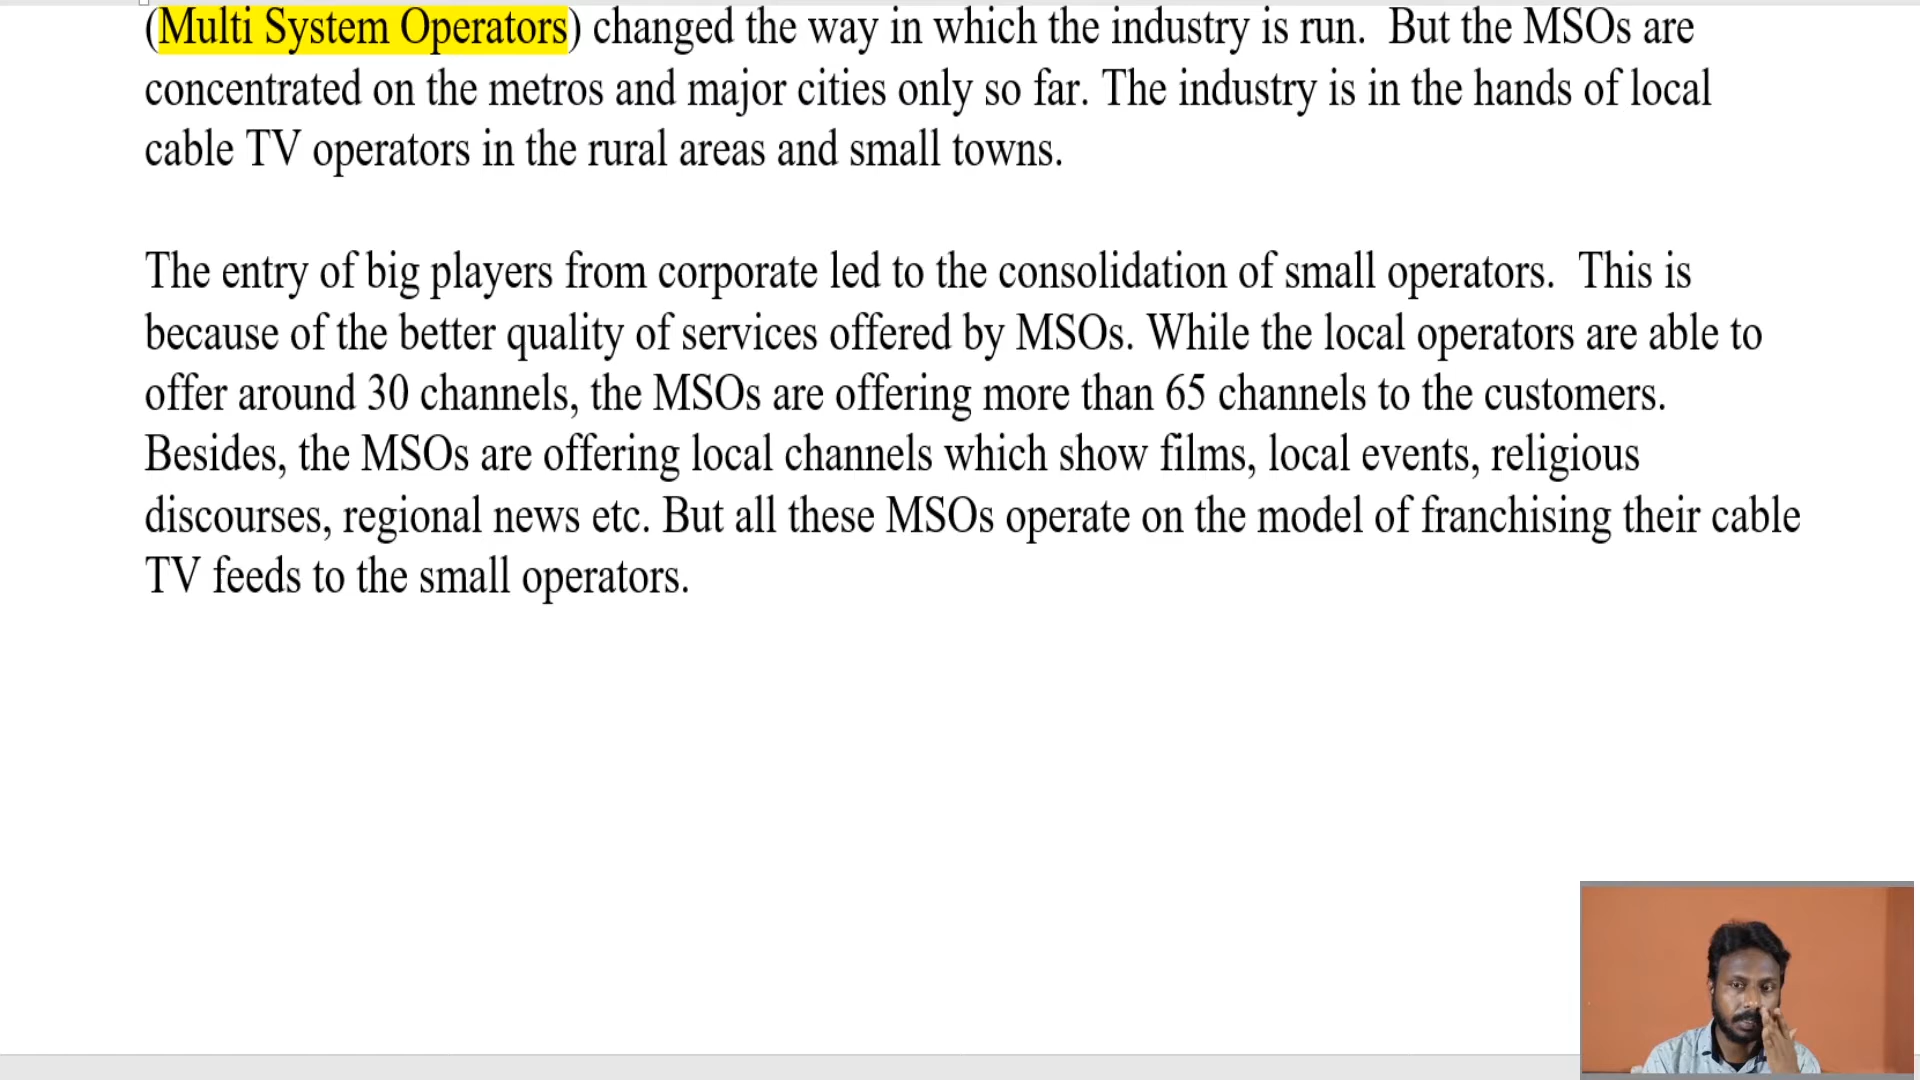 (Multi System Operators) changed the way in which the industry is run.  But the MSOs are
concentrated on the metros and major cities only so far. The industry is in the hands of local
cable TV operators in the rural areas and small towns.
The entry of big players from corporate led to the consolidation of small operators.  This is
because of the better quality of services offered by MSOs. While the local operators are able to
offer around 30 channels, the MSOs are offering more than 65 channels to the customers.
Besides, the MSOs are offering local channels which show films, local events, religious
discourses, regional news etc. But all these MSOs operate on the model of franchising their cable
TV feeds to the small operators.